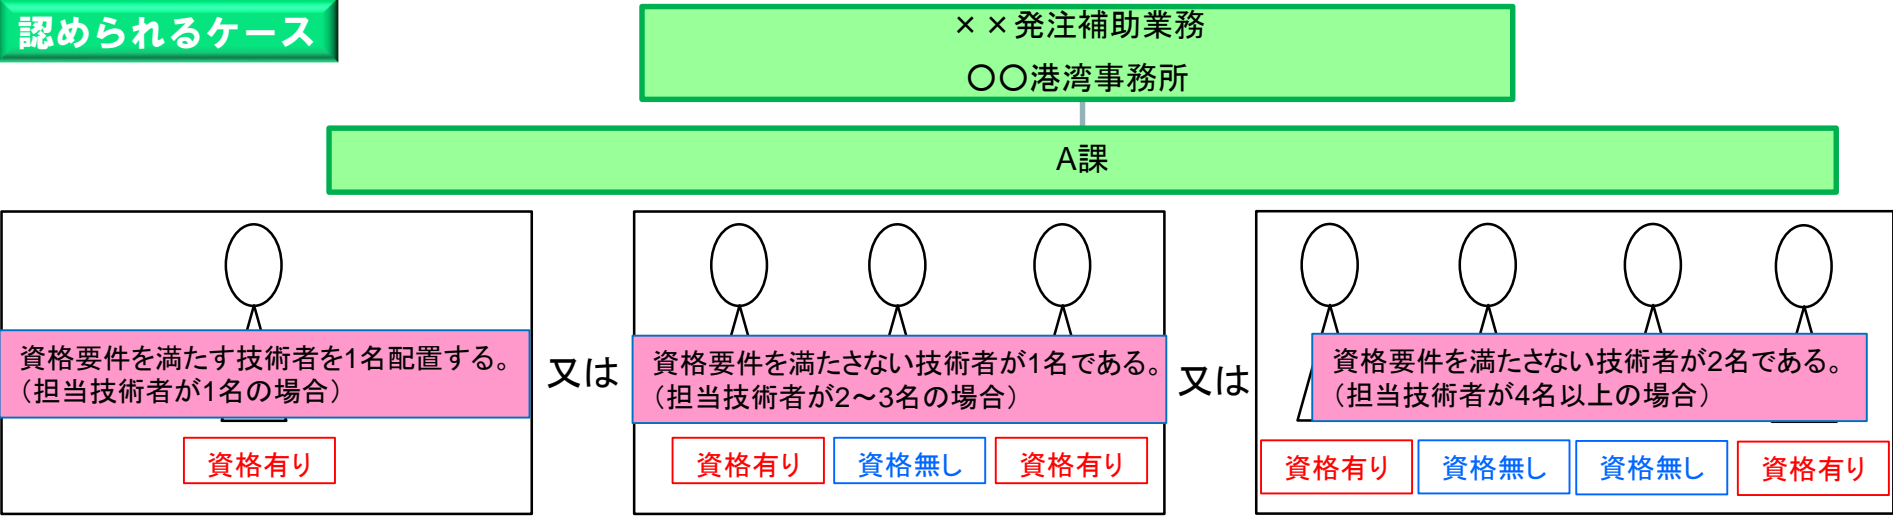 認められるケース
××発注補助業務
〇〇港湾事務所
A課
資格要件を満たす技術者を1名配置する。
（担当技術者が1名の場合）
資格有り
又は
資格要件を満たさない技術者が1名である。
（担当技術者が2～3名の場合）
資格有り
資格無し
資格有り
又は
資格要件を満たさない技術者が2名である。
（担当技術者が4名以上の場合）
資格有り
資格無し
資格無し
資格有り